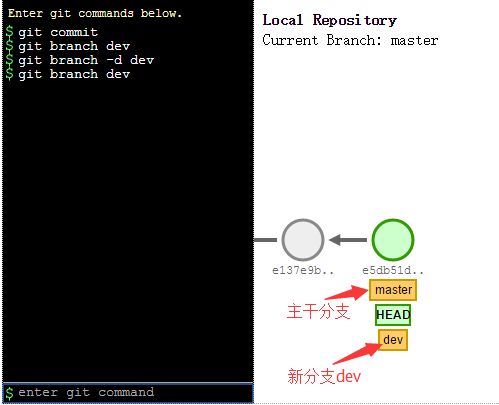 Enter git commands below.
$ git commit
$ git branch dev
$ git branch -d dev
$ git branch dev
$ enter git command
Local Repository
Current Branch: master
e137e9b..
e5db51d..
master
主干分支
HEAD
dev
新分支dev